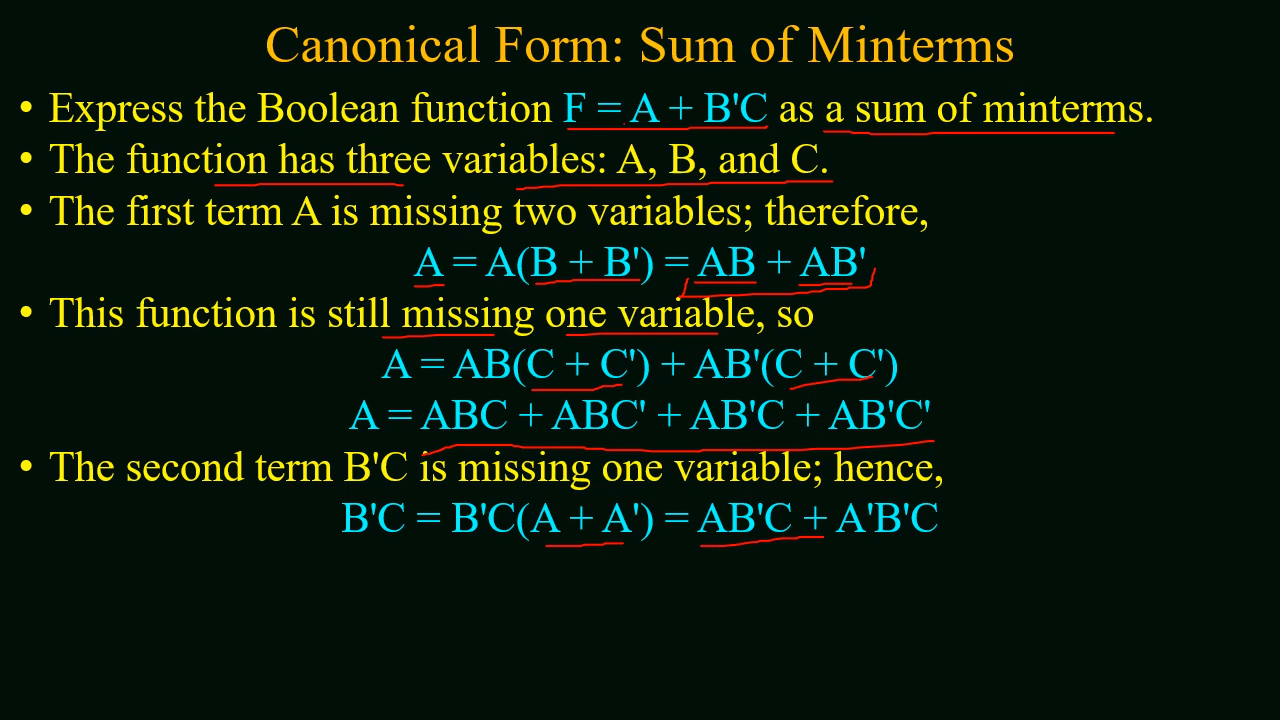 Canonical Form: Sum of Minterms
• Express the Boolean function F = A + B'C as a sum of minterms.
• The function has three variables: A, B, and C.
• The first term A is missing two variables; therefore,
A = A(B + B') = AB + AB'
• This function is still missing one variable, so
A = AB(C + C') + AB'(C + C')
A = ABC + ABC' + AB'C + AB'C'
• The second term B'C is missing one variable; hence,
B'C = B'C(A + A') = AB'C + A'B'C